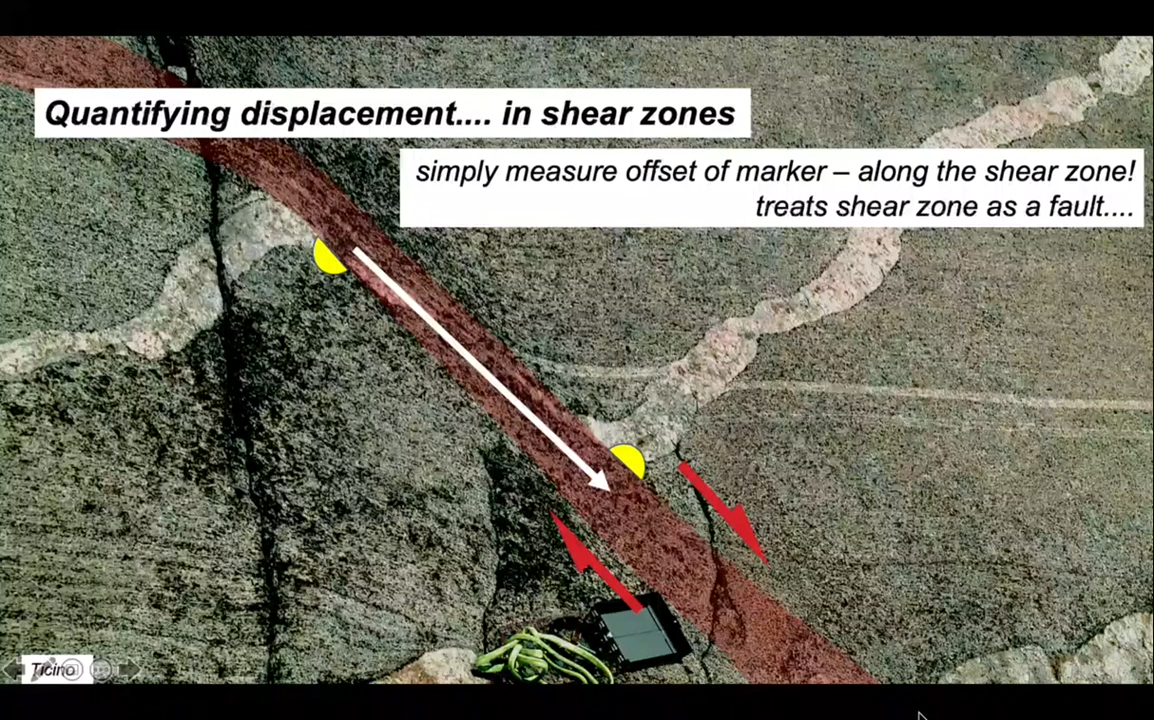 Quantifying displacement.... in shear zones
simply measure offset of marker – along the shear zone!
treats shear zone as a fault....
Ticino